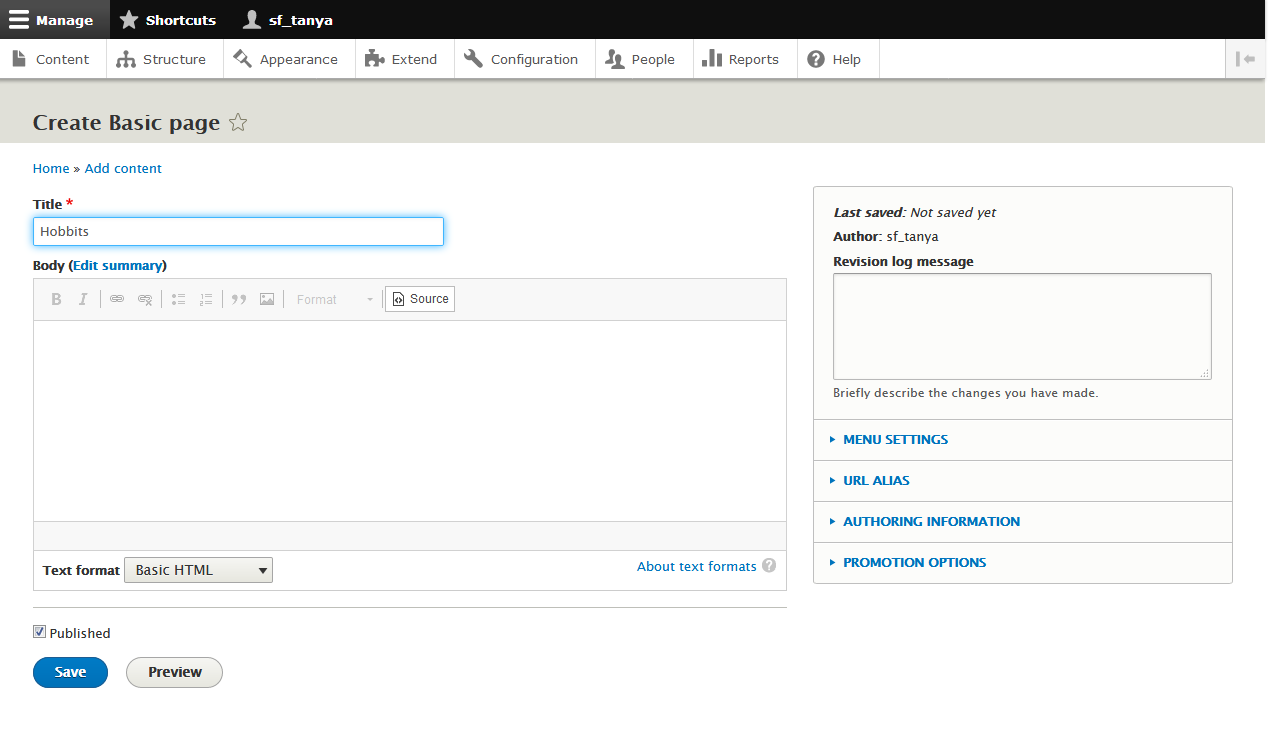 Manage Shortcuts sf_tanya
Content Structure Appearance Extend Configuration People Reports Help
Create Basic page
Home » Add content
Title *
Hobbits
Body (Edit summary)
B I Format Source
Text format Basic HTML About text formats ?
Published
Save Preview
Last saved: Not saved yet
Author: sf_tanya
Revision log message
Briefly describe the changes you have made.
MENU SETTINGS
URL ALIAS
AUTHORING INFORMATION
PROMOTION OPTIONS